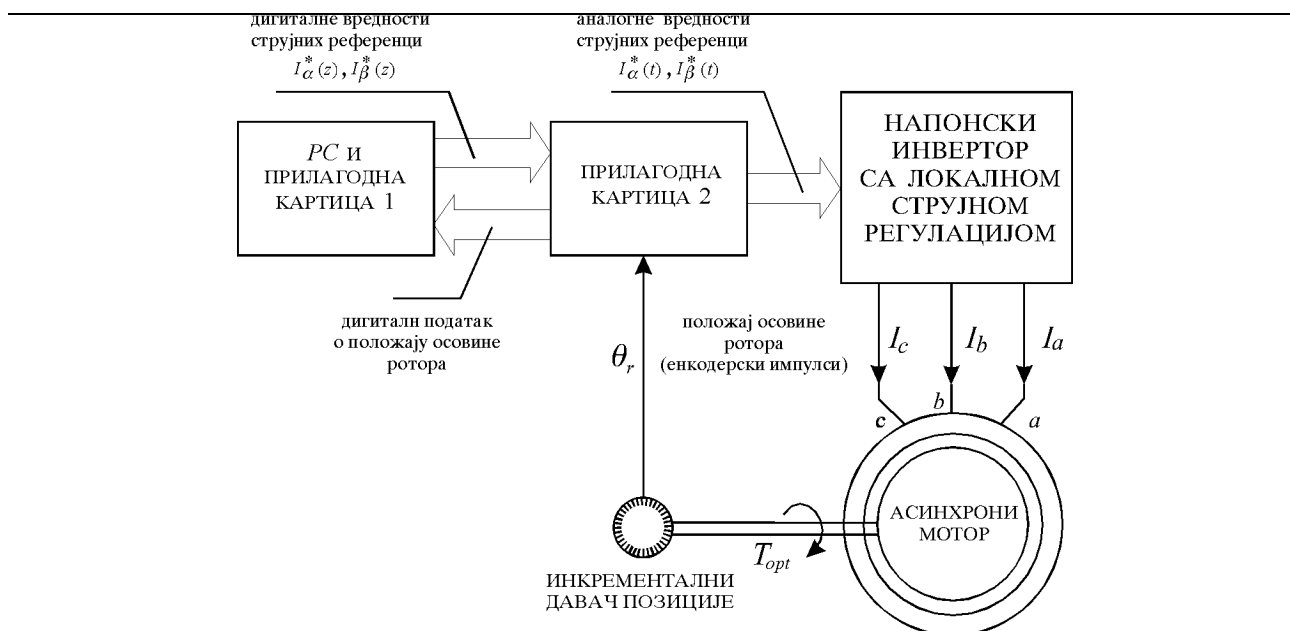 дигиталне вредности
струјних референци
I*α(z), I*β(z)
аналогне вредности
струјних референци
I*α(t), I*β(t)
PC И
ПРИЛАГОДНА
КАРТИЦА 1
ПРИЛАГОДНА
КАРТИЦА 2
НАПОНСКИ
ИНВЕРТОР
СА ЛОКАЛНОМ
СТРУЈНОМ
РЕГУЛАЦИЈОМ
дигиталн податак
о положају осовине
ротора
θr
положај осовине
ротора
(енкодерски импулси)
Ic
Ib
Ia
c
b
a
АСИНХРОНИ
МОТОР
Topt
ИНКРЕМЕНТАЛНИ
ДАВАЧ ПОЗИЦИЈЕ